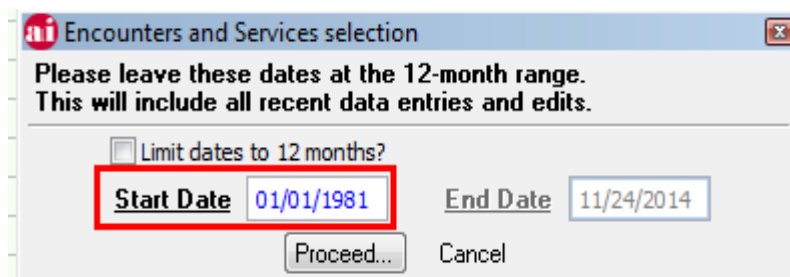 ai Encounters and Services selection
Please leave these dates at the 12-month range.
This will include all recent data entries and edits.
Limit dates to 12 months?
Start Date 01/01/1981 End Date 11/24/2014
Proceed... Cancel